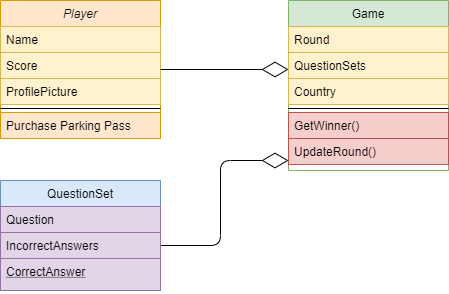 Player
Name
Score
ProfilePicture
Purchase Parking Pass
Game
Round
QuestionSets
Country
GetWinner()
UpdateRound()
QuestionSet
Question
IncorrectAnswers
CorrectAnswer